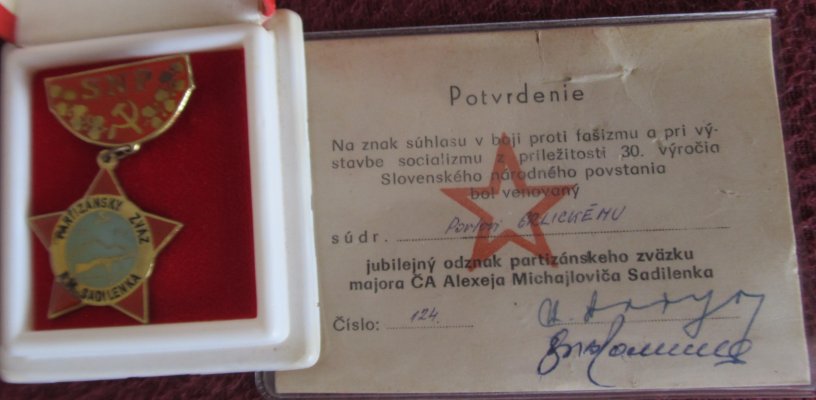 SNP
PARTIZÁNSKY ZVÄZ
SADILENKA
Potvrdenie
Na znak súhlasu v boji proti fašizmu a pri vý-
stavbe socializmu z príležitosti 30. výročia
Slovenského národného povstania
bol venovaný
súdr.
jubilejný odznak partizánskeho zväzku
majora ČA Alexeja Michajloviča Sadilenka
Číslo: 124.